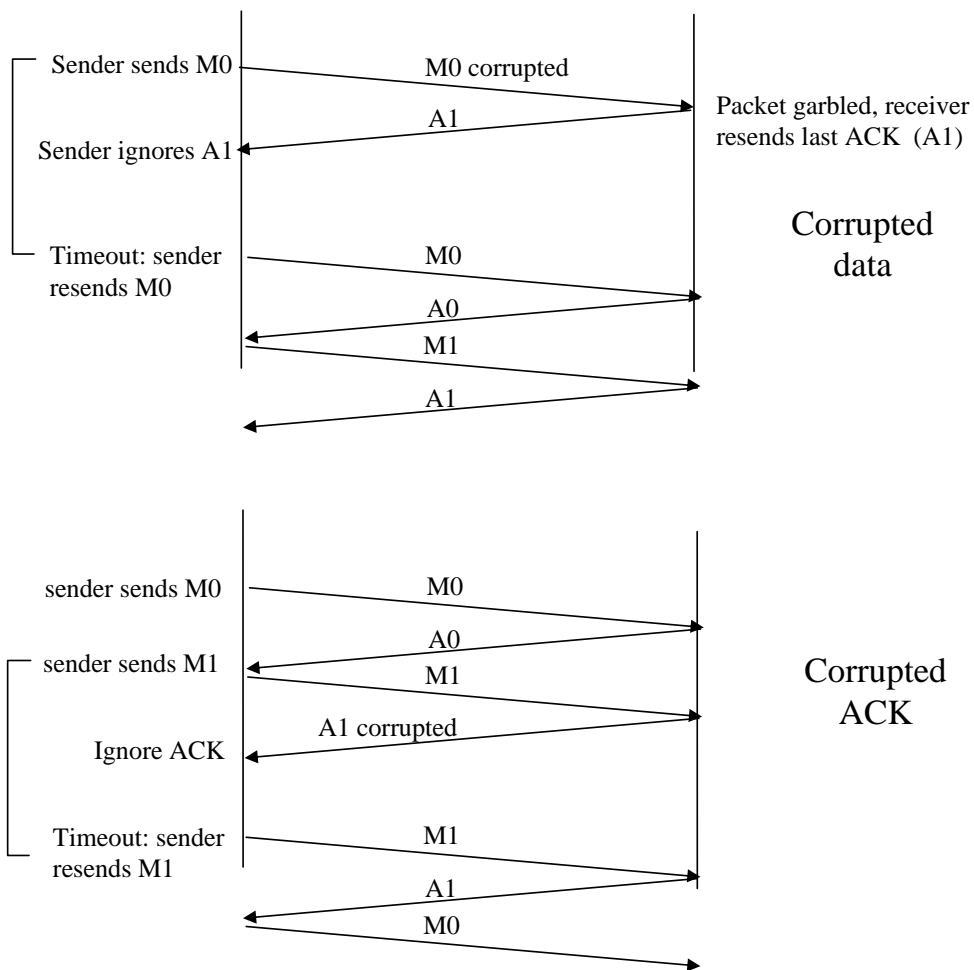 Sender sends M0
M0 corrupted
Packet garbled, receiver
resends last ACK (A1)
A1
Sender ignores A1
Corrupted
data
Timeout: sender
resends M0
M0
A0
M1
A1
sender sends M0
M0
A0
sender sends M1
M1
Corrupted
ACK
A1 corrupted
Ignore ACK
Timeout: sender
resends M1
M1
A1
M0